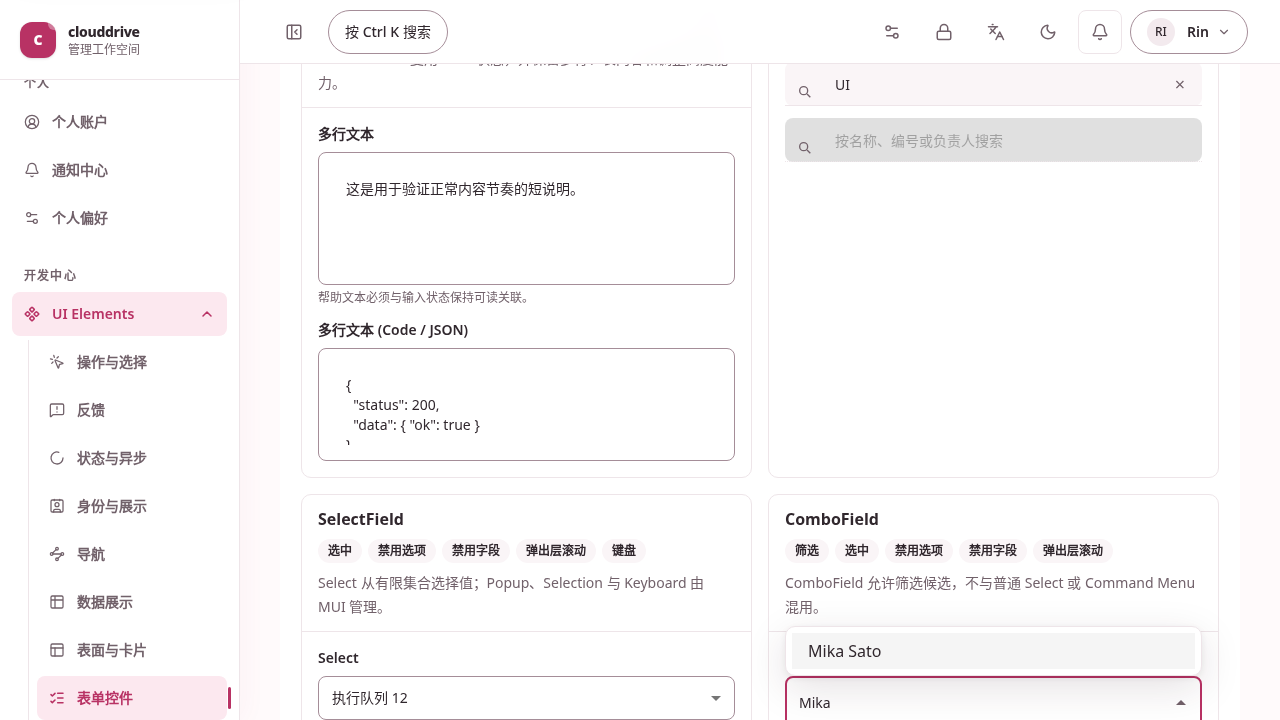 c
clouddrive
管理工作空间
个人
个人账户
通知中心
个人偏好
开发中心
UI Elements
操作与选择
反馈
状态与异步
身份与展示
导航
数据展示
表面与卡片
表单控件
按 Ctrl K 搜索
RI
Rin
力。
多行文本
这是用于验证正常内容节奏的短说明。
帮助文本必须与输入状态保持可读关联。
多行文本 (Code / JSON)
{
"status": 200,
"data": { "ok": true }
}
UI
按名称、编号或负责人搜索
SelectField
选中 禁用选项 禁用字段 弹出层滚动 键盘
Select 从有限集合选择值；Popup、Selection 与 Keyboard 由
MUI 管理。
Select
执行队列 12
ComboField
筛选 选中 禁用选项 禁用字段 弹出层滚动
ComboField 允许筛选候选，不与普通 Select 或 Command Menu
混用。
Mika Sato
Mika